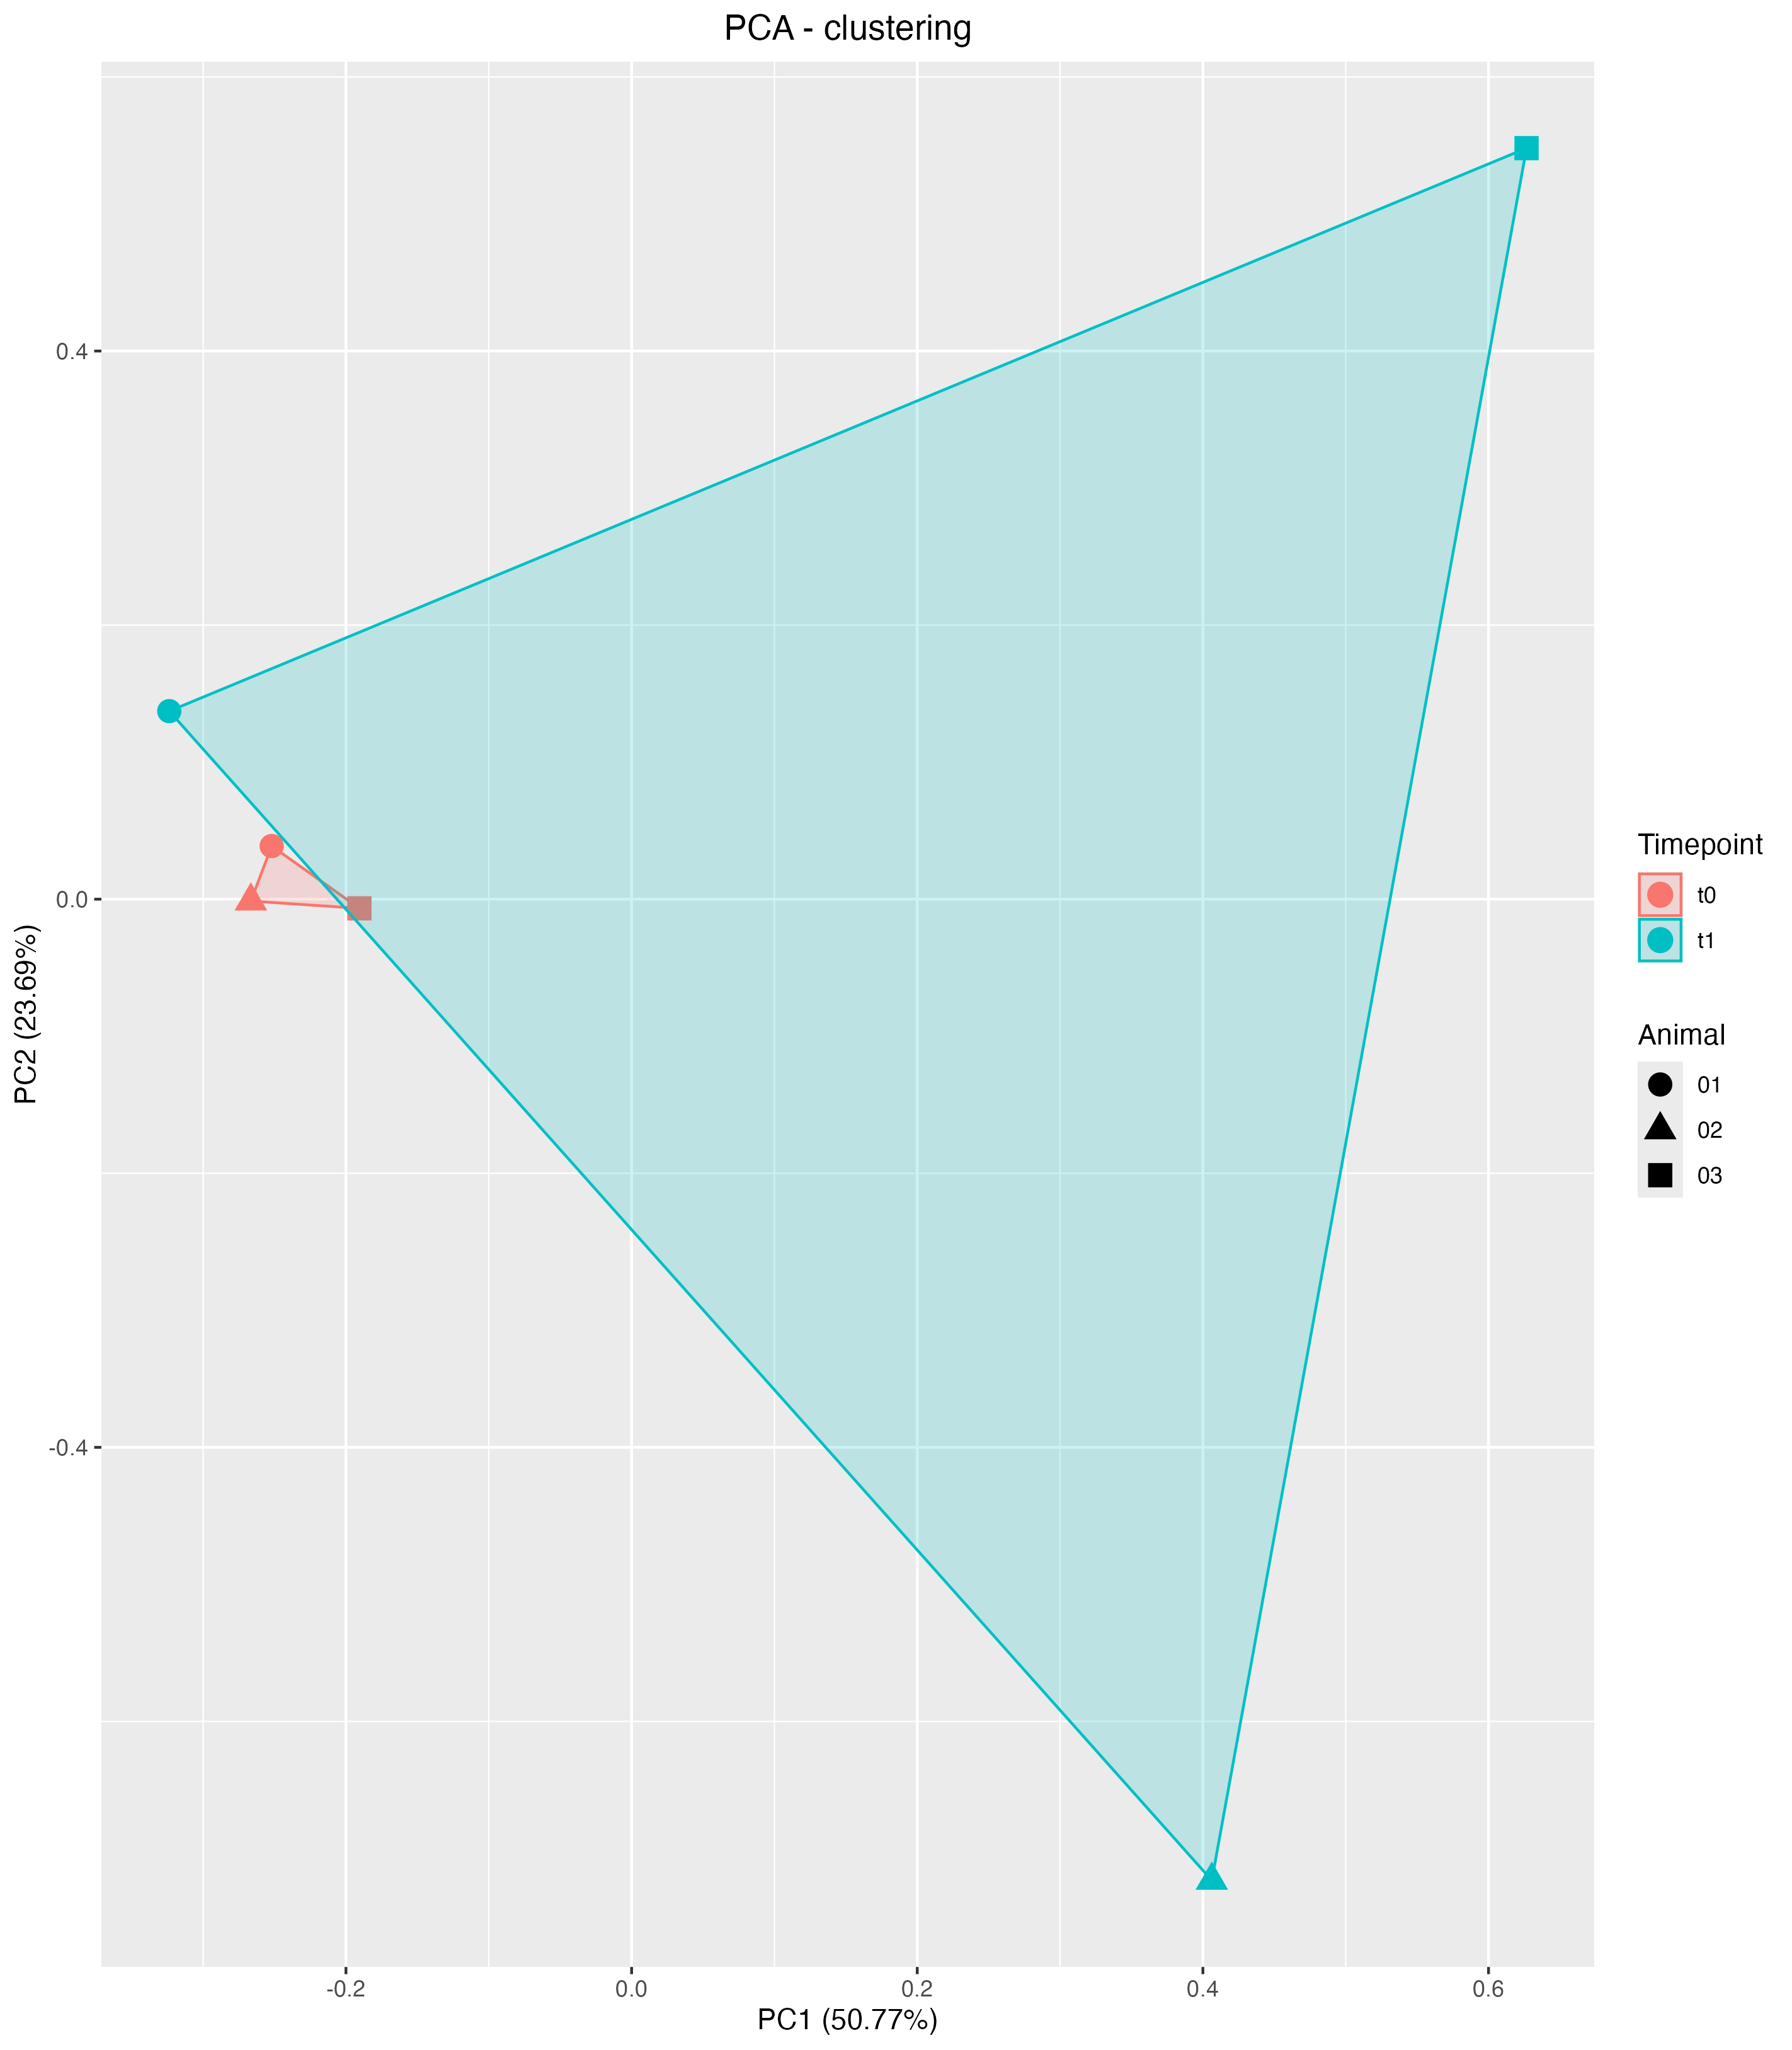 PCA - clustering
0.4
0.0
-0.4
PC2 (23.69%)
-0.2
0.0
0.2
0.4
0.6
PC1 (50.77%)
Timepoint
t0
t1
Animal
01
02
03